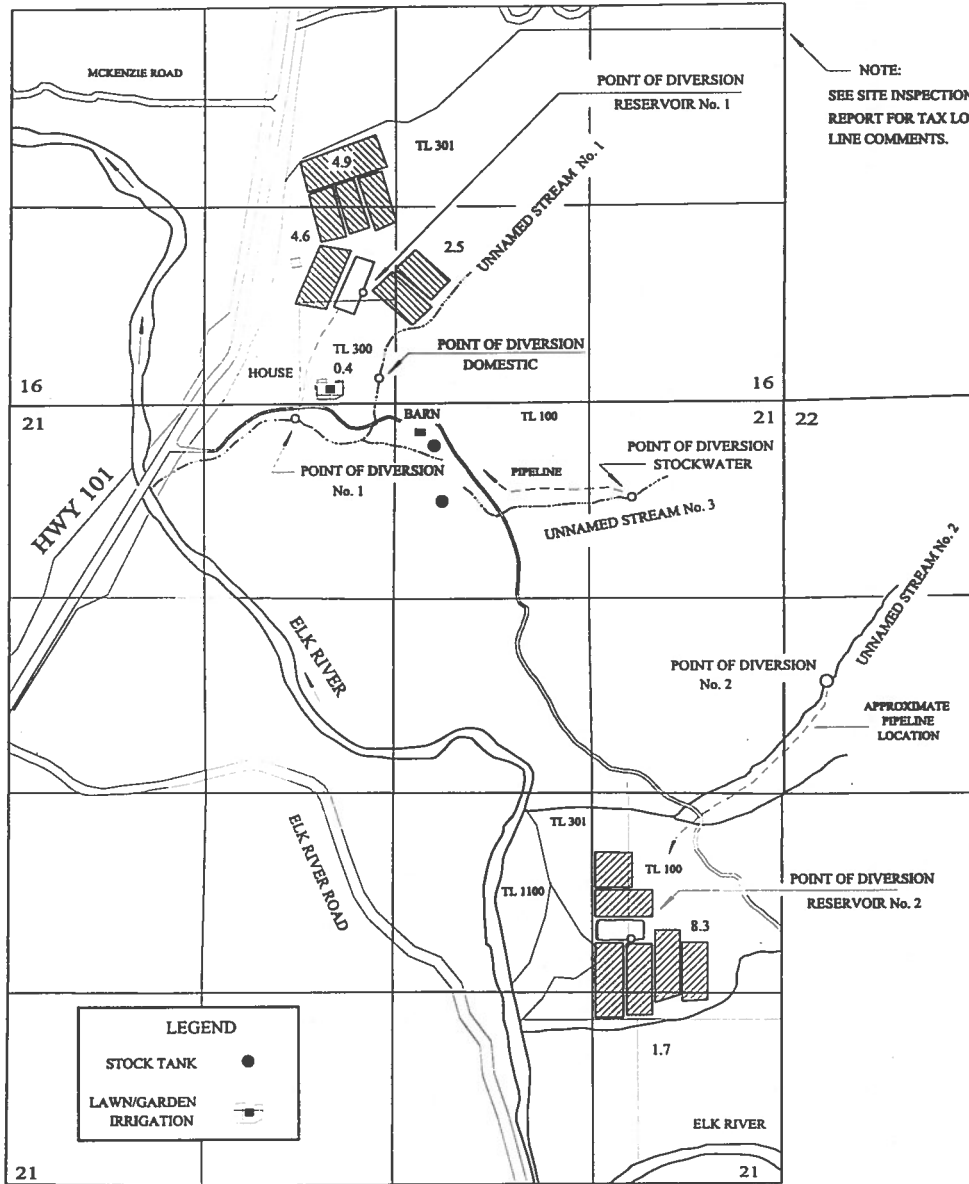 MCKENZIE ROAD
POINT OF DIVERSION
RESERVOIR No. 1
NOTE:
SEE SITE INSPECTION
REPORT FOR TAX LO
LINE COMMENTS.
TL 301
4.9
UNNAMED STREAM No. 1
4.6
2.5
TL 300
0.4
HOUSE
POINT OF DIVERSION
DOMESTIC
16
16
21
BARN
TL 100
21
22
POINT OF DIVERSION
No. 1
PIPELINE
POINT OF DIVERSION
STOCKWATER
UNNAMED STREAM No. 3
HWY 101
UNNAMED STREAM No. 2
ELK RIVER
POINT OF DIVERSION
No. 2
APPROXIMATE
PIPELINE
LOCATION
TL 301
ELK RIVER ROAD
TL 1100
TL 100
POINT OF DIVERSION
RESERVOIR No. 2
8.3
LEGEND
STOCK TANK
LAWN/GARDEN
IRRIGATION
1.7
ELK RIVER
21
21